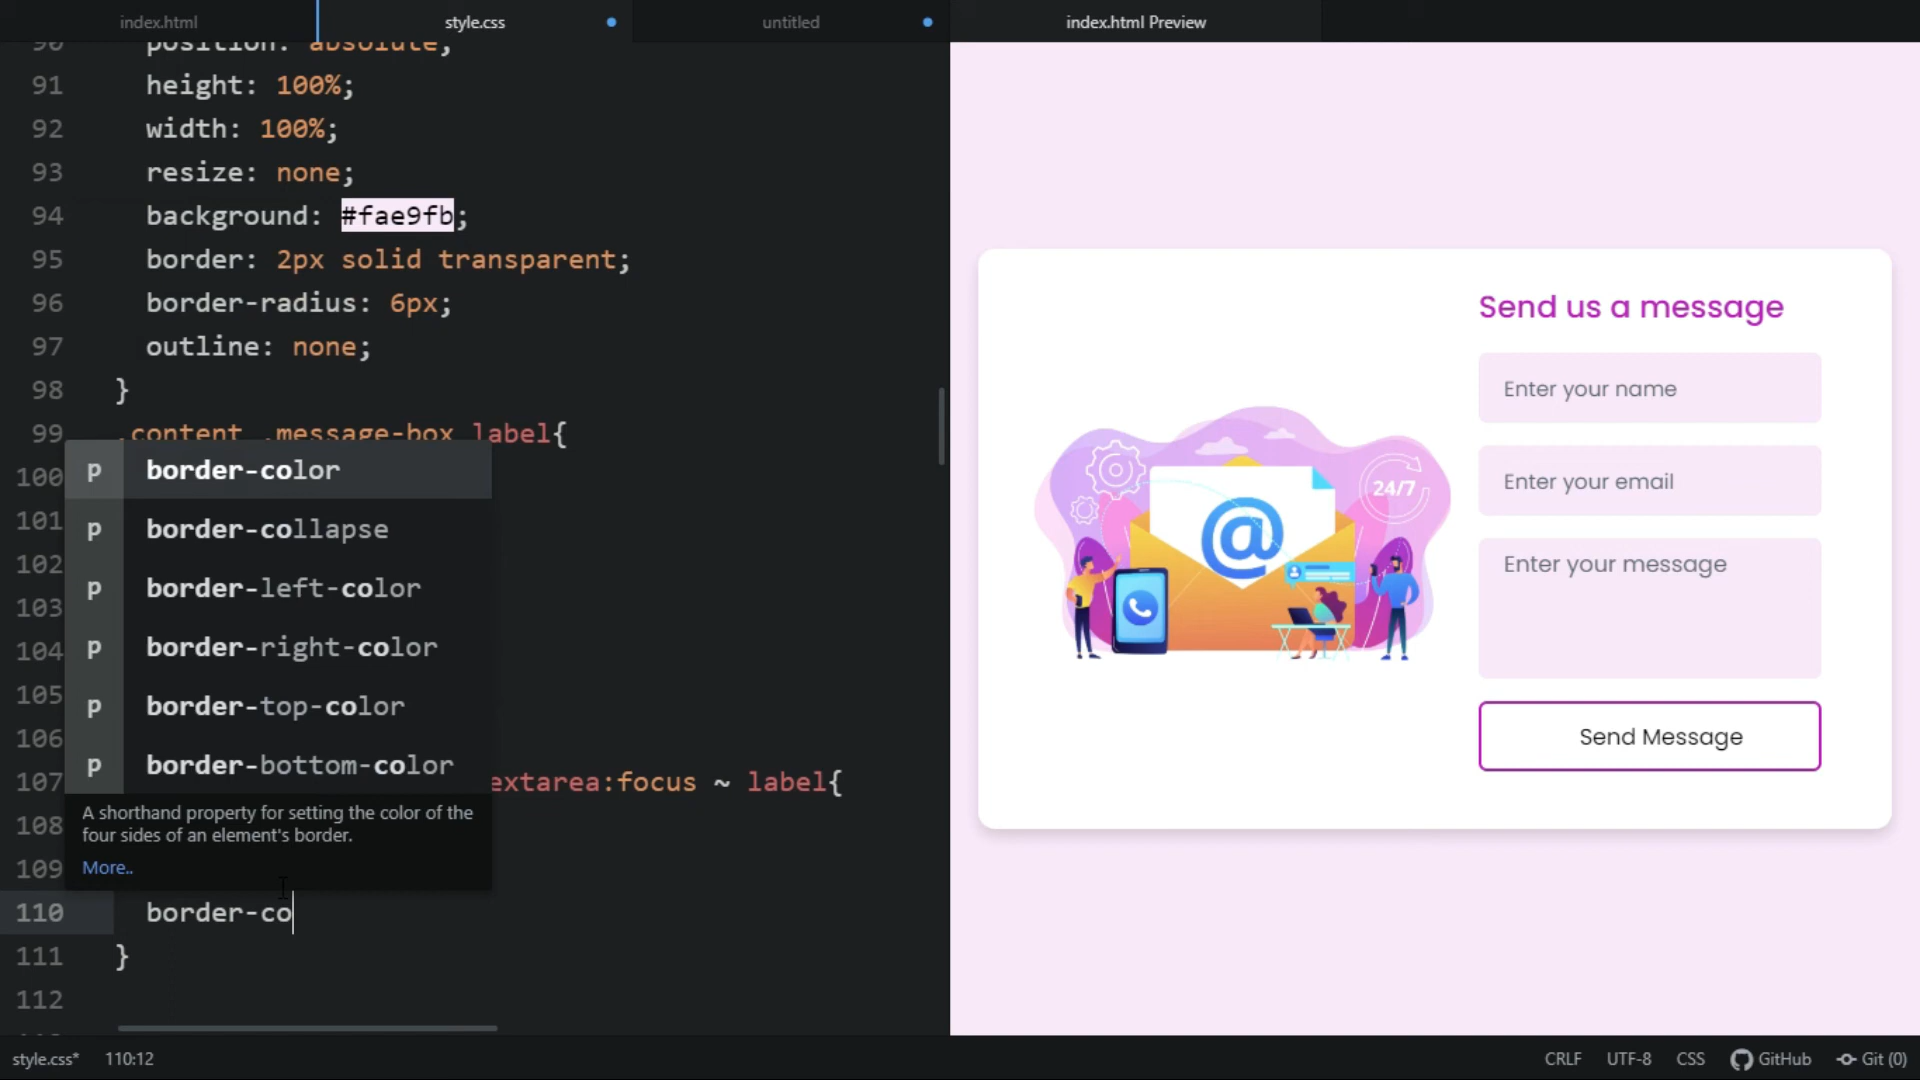 index.html
style.css
untitled
index.html Preview
90 position: absolute;
91 height: 100%;
92 width: 100%;
93 resize: none;
94 background: #fae9fb;
95 border: 2px solid transparent;
96 border-radius: 6px;
97 outline: none;
98 }
99 .content .message-box label{
100
101
102
103
104
105
106
107 extarea:focus ~ label{
108
109
110 border-co
111 }
112
p border-color
p border-collapse
p border-left-color
p border-right-color
p border-top-color
p border-bottom-color
A shorthand property for setting the color of the
four sides of an element's border.
More..
Send us a message
Enter your name
Enter your email
Enter your message
Send Message
24/7
@
style.css* 110:12
CRLF UTF-8 CSS GitHub Git (0)